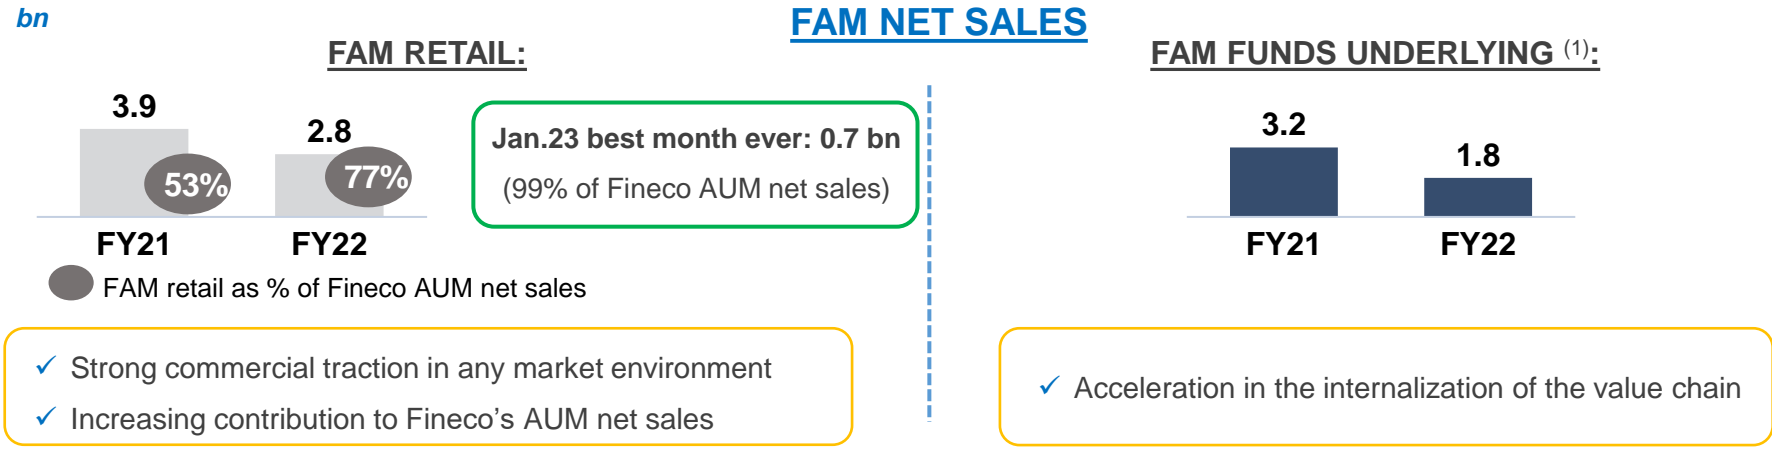 bn
FAM NET SALES
FAM RETAIL:
3.9
2.8
53%
77%
FY21
FY22
FAM retail as % of Fineco AUM net sales
Jan.23 best month ever: 0.7 bn
(99% of Fineco AUM net sales)
✓ Strong commercial traction in any market environment
✓ Increasing contribution to Fineco’s AUM net sales
FAM FUNDS UNDERLYING (1):
3.2
1.8
FY21
FY22
✓ Acceleration in the internalization of the value chain